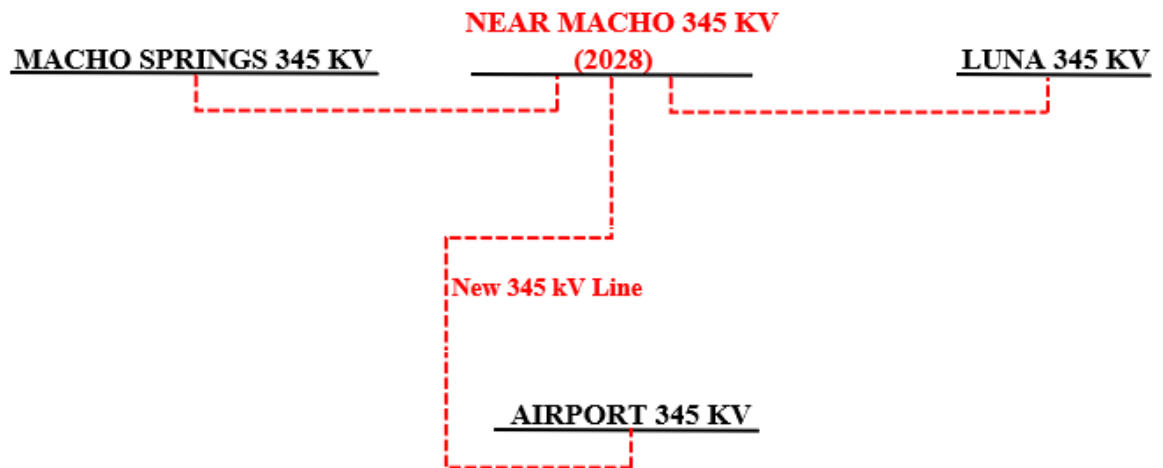 NEAR MACHO 345 KV
(2028)
MACHO SPRINGS 345 KV
LUNA 345 KV
New 345 kV Line
AIRPORT 345 KV